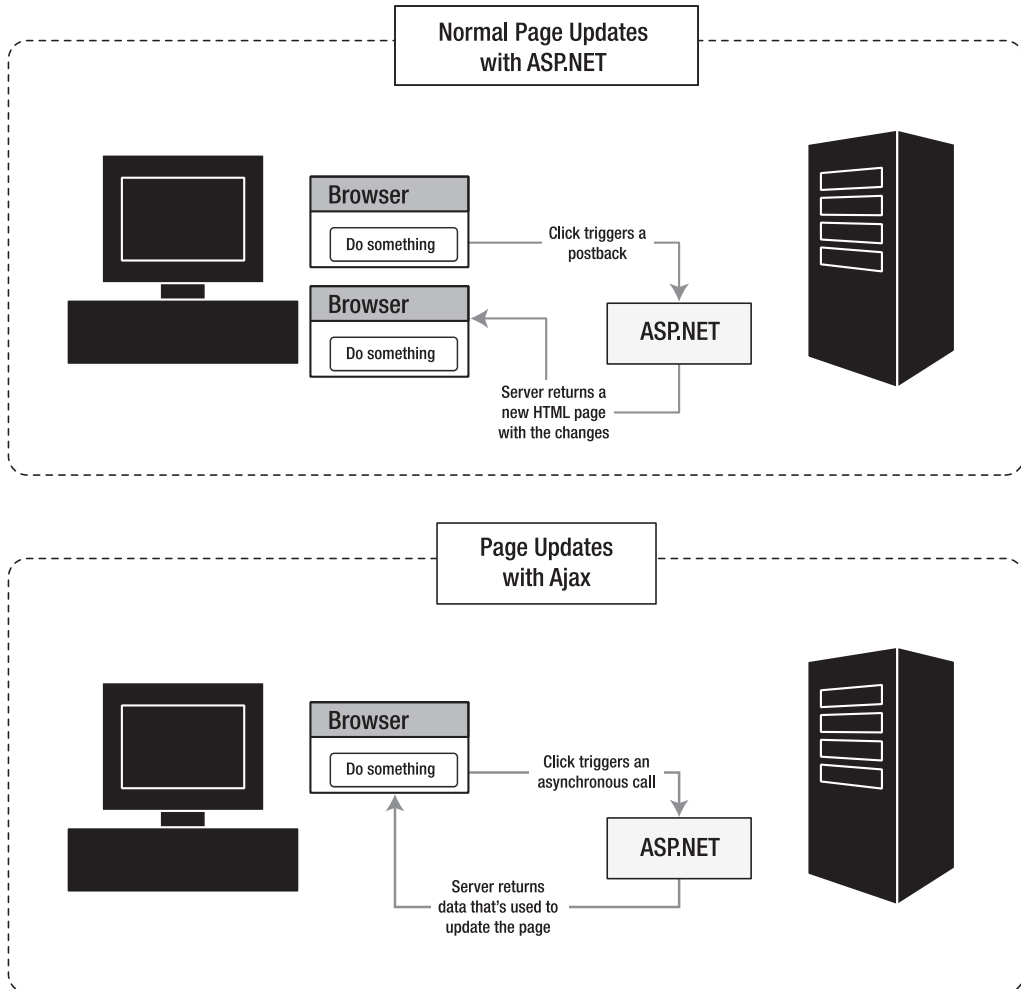 Normal Page Updates
with ASP.NET
Browser
Do something
Click triggers a
postback
Browser
Do something
ASP.NET
Server returns a
new HTML page
with the changes
Page Updates
with Ajax
Browser
Do something
Click triggers an
asynchronous call
ASP.NET
Server returns
data that's used to
update the page